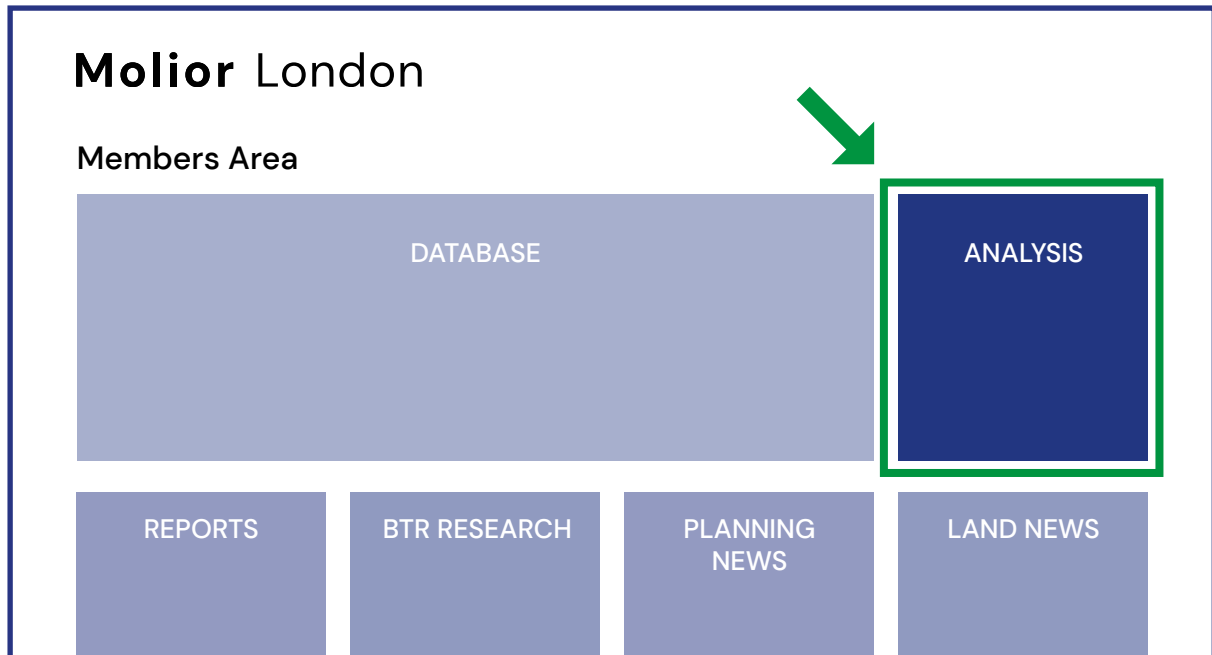 Molior London
Members Area
DATABASE
ANALYSIS
REPORTS
BTR RESEARCH
PLANNING
NEWS
LAND NEWS